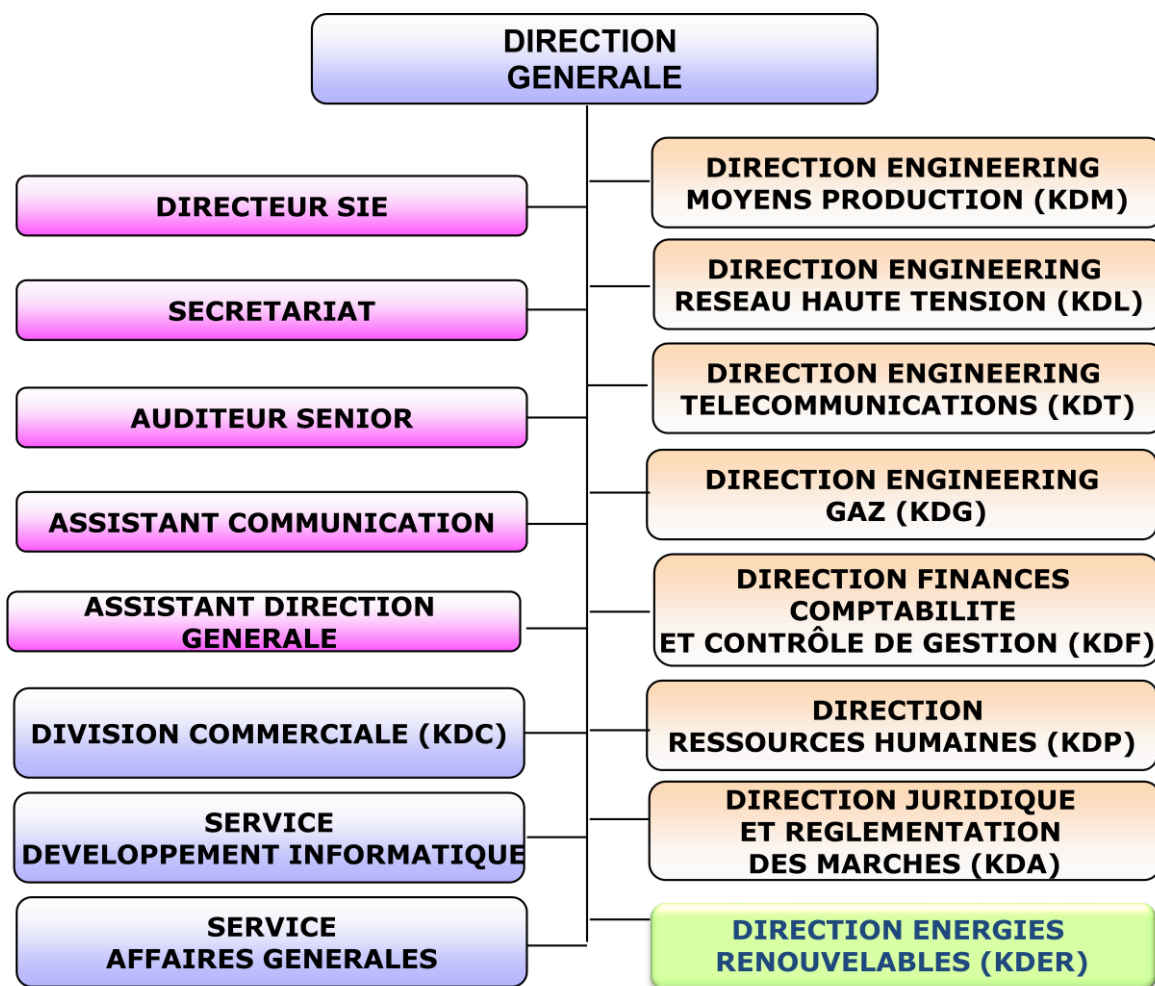 DIRECTION
GENERALE
DIRECTEUR SIE
SECRETARIAT
AUDITEUR SENIOR
ASSISTANT COMMUNICATION
ASSISTANT DIRECTION
GENERALE
DIVISION COMMERCIALE (KDC)
SERVICE
DEVELOPPEMENT INFORMATIQUE
SERVICE
AFFAIRES GENERALES
DIRECTION ENGINEERING
MOYENS PRODUCTION (KDM)
DIRECTION ENGINEERING
RESEAU HAUTE TENSION (KDL)
DIRECTION ENGINEERING
TELECOMMUNICATIONS (KDT)
DIRECTION ENGINEERING
GAZ (KDG)
DIRECTION FINANCES
COMPTABILITE
ET CONTRÔLE DE GESTION (KDF)
DIRECTION
RESSOURCES HUMAINES (KDP)
DIRECTION JURIDIQUE
ET REGLEMENTATION
DES MARCHES (KDA)
DIRECTION ENERGIES
RENOUVELABLES (KDER)